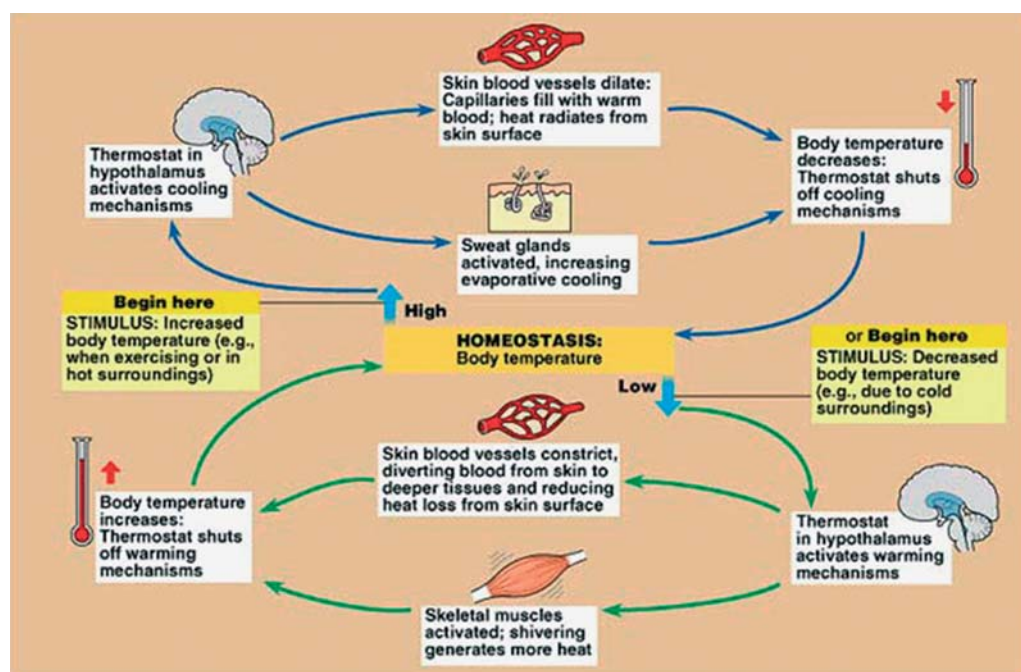 Skin blood vessels dilate:
Capillaries fill with warm
blood; heat radiates from
skin surface
Thermostat in
hypothalamus
activates cooling
mechanisms
Body temperature
decreases:
Thermostat shuts
off cooling
mechanisms
Sweat glands
activated, increasing
evaporative cooling
Begin here
STIMULUS: Increased
body temperature (e.g.,
when exercising or in
hot surroundings)
High
HOMEOSTASIS:
Body temperature
Low
or Begin here
STIMULUS: Decreased
body temperature
(e.g., due to cold
surroundings)
Skin blood vessels constrict,
diverting blood from skin to
deeper tissues and reducing
heat loss from skin surface
Body temperature
increases:
Thermostat shuts
off warming
mechanisms
Thermostat
in hypothalamus
activates warming
mechanisms
Skeletal muscles
activated; shivering
generates more heat